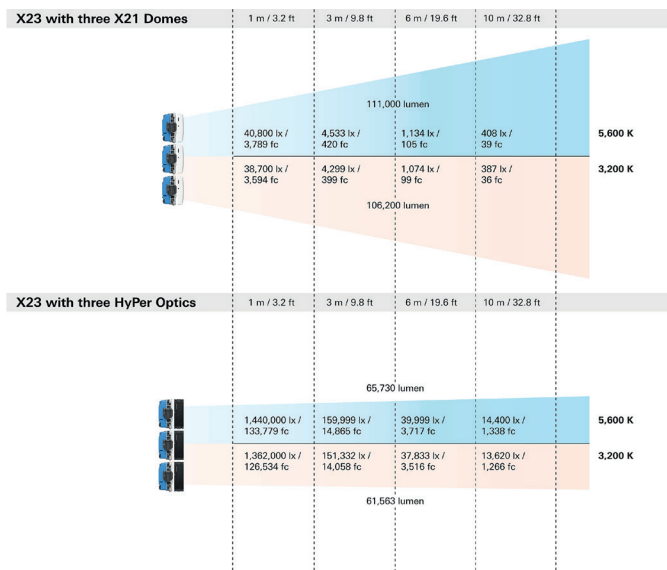 X23 with three X21 Domes 1 m / 3.2 ft 3 m / 9.8 ft 6 m / 19.6 ft 10 m / 32.8 ft
111,000 lumen
40,800 lx / 4,533 lx / 1,134 lx / 408 lx / 5,600 K
3,789 fc 420 fc 105 fc 39 fc
38,700 lx / 4,299 lx / 1,074 lx / 387 lx / 3,200 K
3,594 fc 399 fc 99 fc 36 fc
106,200 lumen
X23 with three HyPer Optics 1 m / 3.2 ft 3 m / 9.8 ft 6 m / 19.6 ft 10 m / 32.8 ft
65,730 lumen
1,440,000 lx / 159,999 lx / 39,999 lx / 14,400 lx / 5,600 K
133,779 fc 14,865 fc 3,717 fc 1,338 fc
1,362,000 lx / 151,332 lx / 37,833 lx / 13,620 lx / 3,200 K
126,534 fc 14,058 fc 3,516 fc 1,266 fc
61,563 lumen